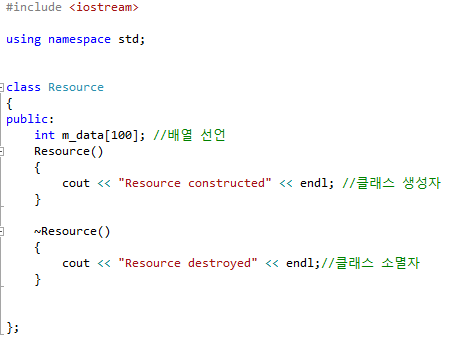 #include <iostream>
using namespace std;
class Resource
{
public:
int m_data[100]; //배열 선언
Resource()
{
cout << "Resource constructed" << endl; //클래스 생성자
}
~Resource()
{
cout << "Resource destroyed" << endl;//클래스 소멸자
}
};